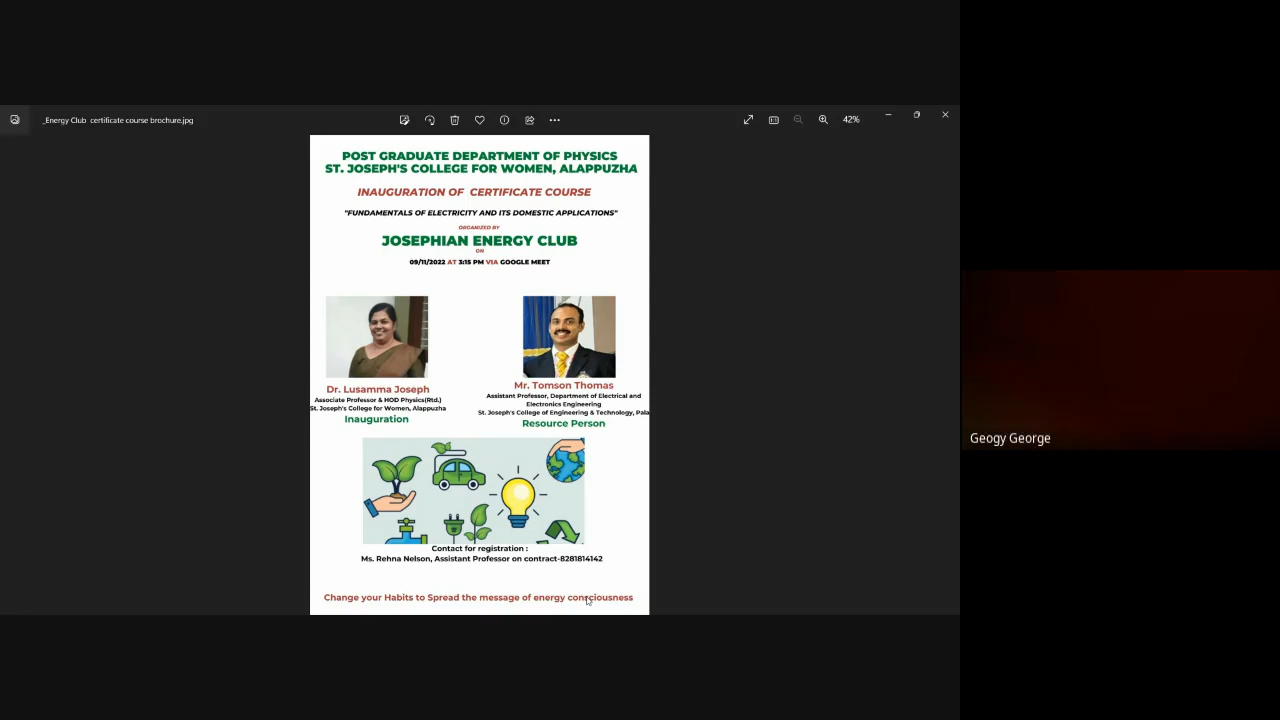 _Energy Club certificate course brochure.jpg
42%
POST GRADUATE DEPARTMENT OF PHYSICS
ST. JOSEPH'S COLLEGE FOR WOMEN, ALAPPUZHA
INAUGURATION OF CERTIFICATE COURSE
"FUNDAMENTALS OF ELECTRICITY AND ITS DOMESTIC APPLICATIONS"
ORGANIZED BY
JOSEPHIAN ENERGY CLUB
ON
09/11/2022 AT 3:15 PM VIA GOOGLE MEET
Dr. Lusamma Joseph
Associate Professor & HOD Physics(Rtd.)
St. Joseph's College for Women, Alappuzha
Inauguration
Mr. Tomson Thomas
Assistant Professor, Department of Electrical and
Electronics Engineering
St. Joseph's College of Engineering & Technology, Pala
Resource Person
Contact for registration :
Ms. Rehna Nelson, Assistant Professor on contract-8281814142
Change your Habits to Spread the message of energy consciousness
Geogy George